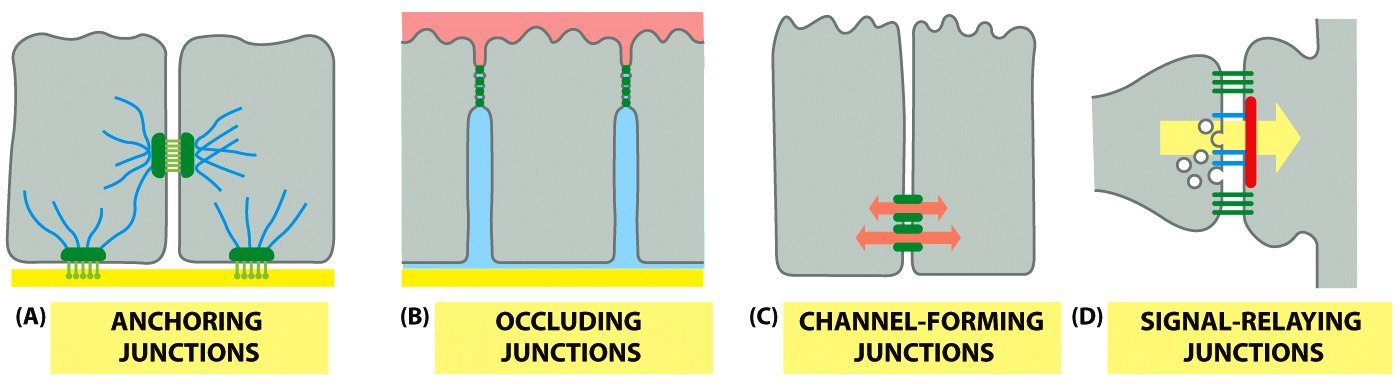 (A) ANCHORING
JUNCTIONS
(B) OCCLUDING
JUNCTIONS
(C) CHANNEL-FORMING
JUNCTIONS
(D) SIGNAL-RELAYING
JUNCTIONS